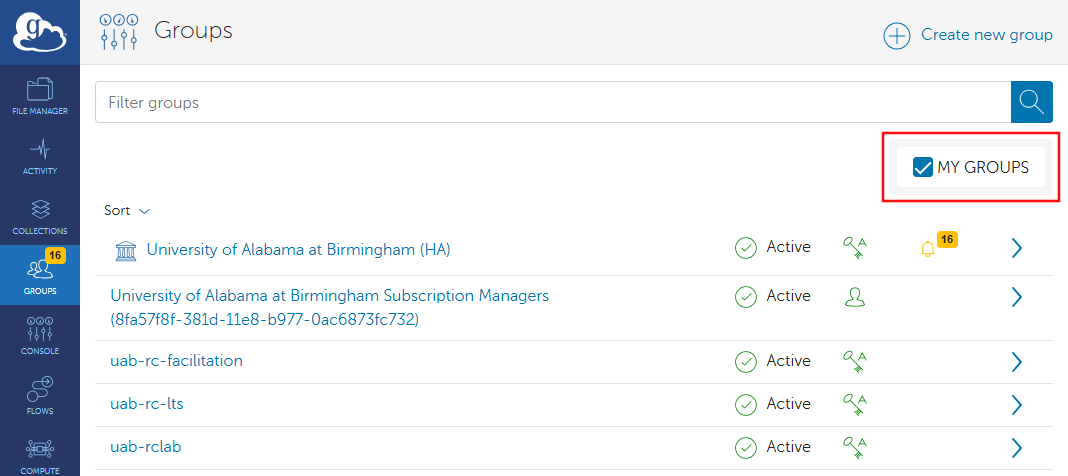 g
Groups
Create new group
FILE MANAGER
Filter groups
ACTIVITY
MY GROUPS
COLLECTIONS
Sort
16
GROUPS
University of Alabama at Birmingham (HA) Active A 16
University of Alabama at Birmingham Subscription Managers Active
(8fa57f8f-381d-11e8-b977-0ac6873fc732)
CONSOLE
uab-rc-facilitation Active A
FLOWS
uab-rc-lts Active A
uab-rclab Active A
COMPUTE